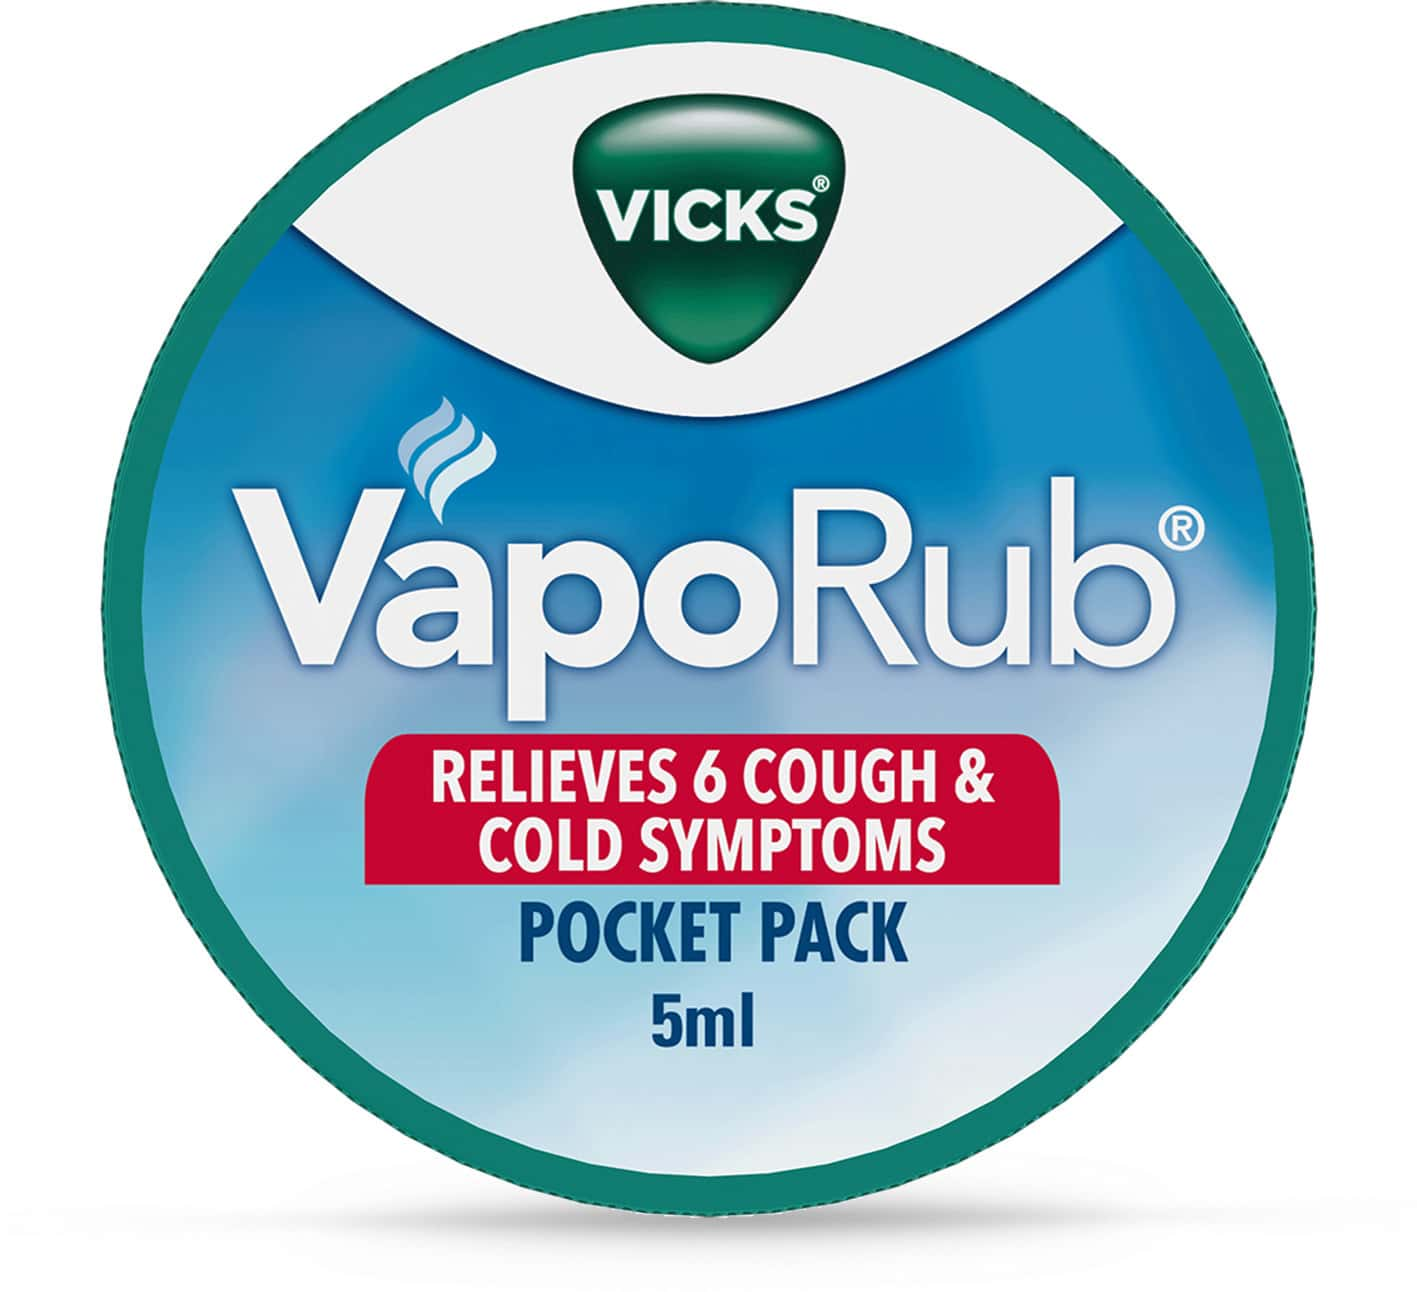 VICKS®
VapoRub®
RELIEVES 6 COUGH &
COLD SYMPTOMS
POCKET PACK
5ml